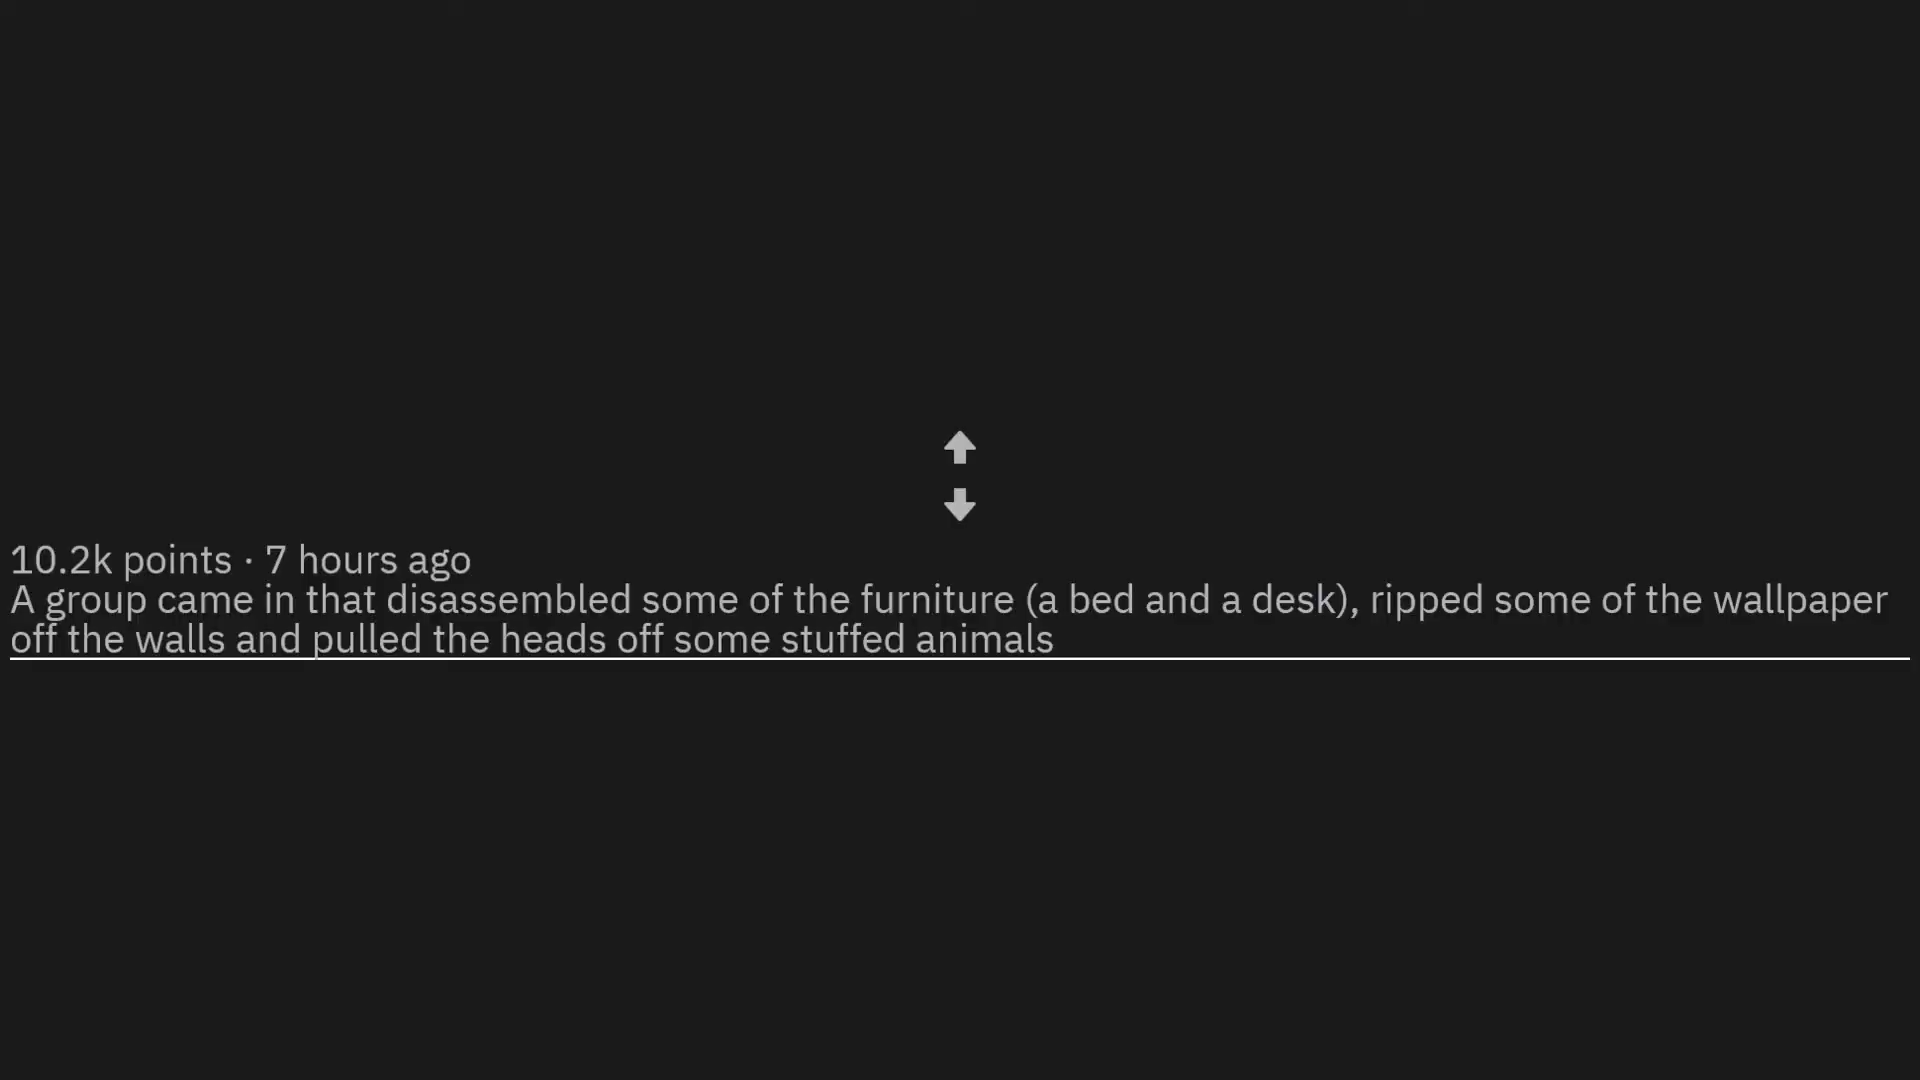 10.2k points · 7 hours ago
A group came in that disassembled some of the furniture (a bed and a desk), ripped some of the wallpaper
off the walls and pulled the heads off some stuffed animals